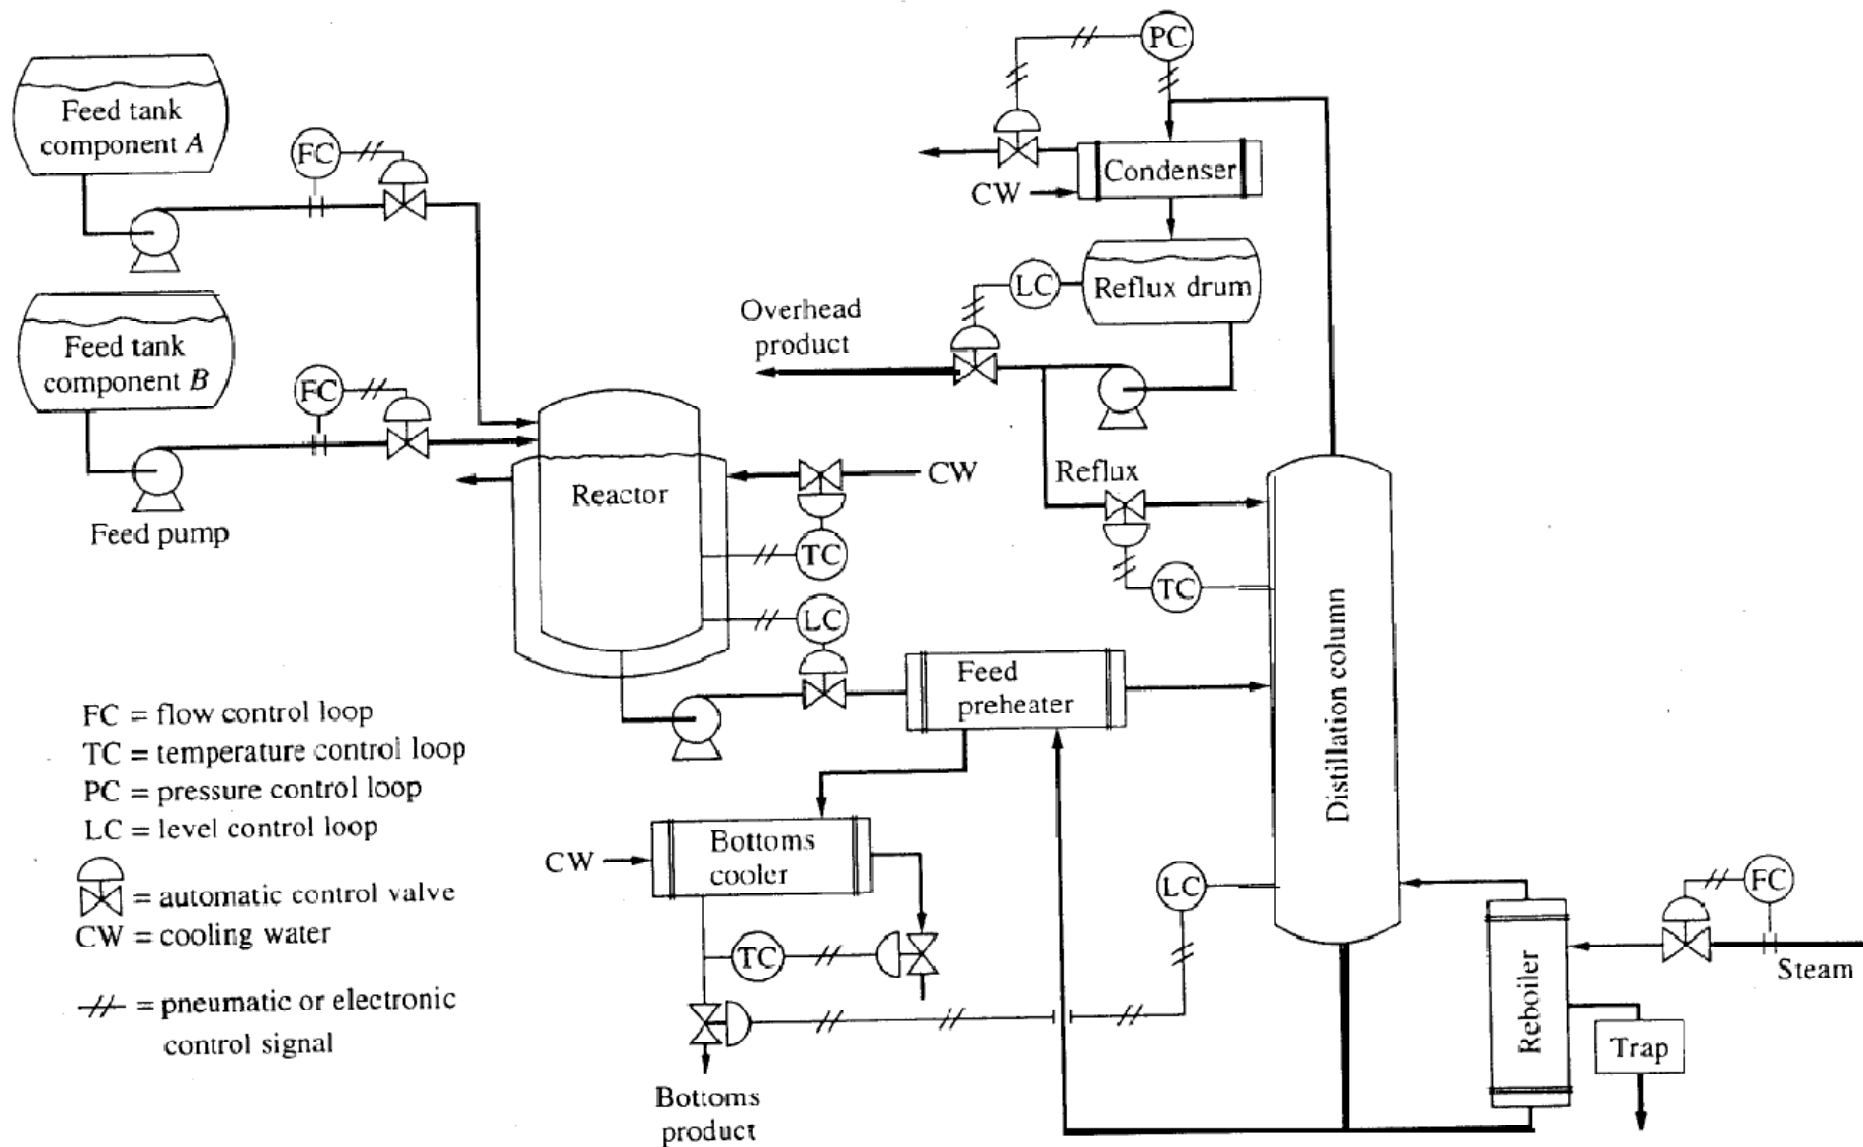 PC
Feed tank
component A
FC
Condenser
CW
LC
Reflux drum
Overhead
product
Feed tank
component B
FC
Reflux
CW
Reactor
Feed pump
TC
TC
LC
Feed
preheater
Distillation column
FC = flow control loop
TC = temperature control loop
PC = pressure control loop
LC = level control loop
Bottoms
cooler
CW
LC
FC
= automatic control valve
CW = cooling water
TC
Steam
Reboiler
Trap
= pneumatic or electronic
control signal
Bottoms
product